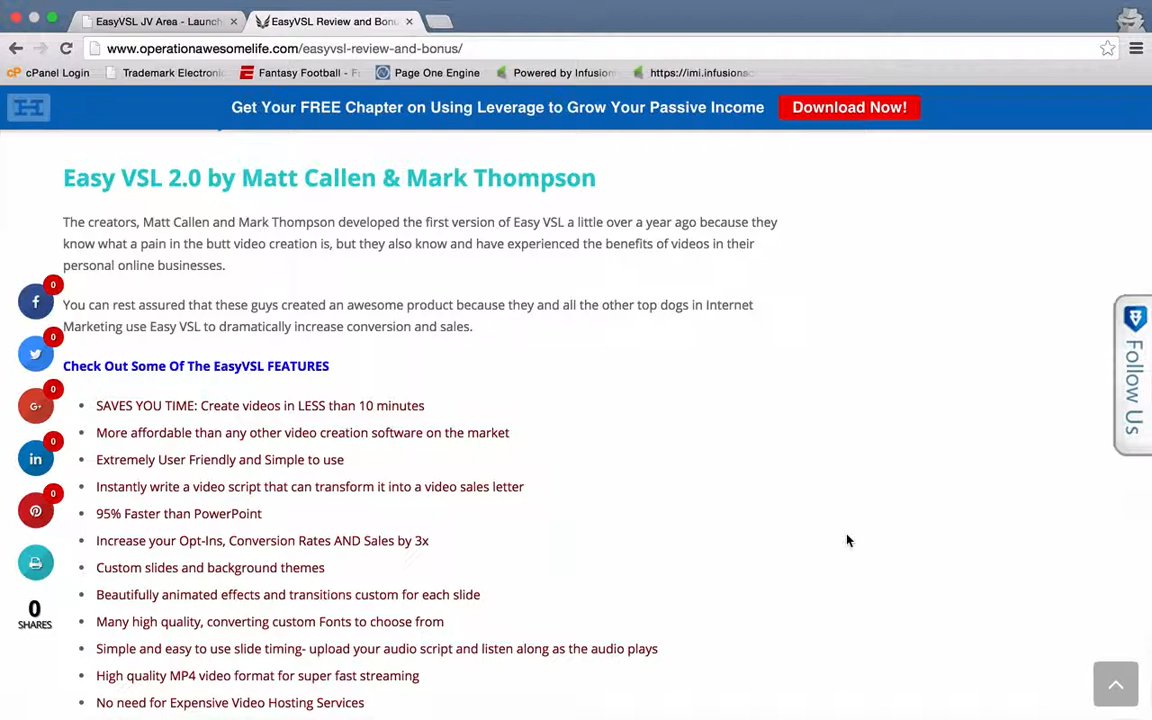 EasyVSL JV Area - Launch
EasyVSL Review and Bonu
www.operationawesomelife.com/easyvsl-review-and-bonus/
cP cPanel Login
Trademark Electronic
Fantasy Football - F
Page One Engine
Powered by Infusion
https://imi.infusionsc
Get Your FREE Chapter on Using Leverage to Grow Your Passive Income
Download Now!
Easy VSL 2.0 by Matt Callen & Mark Thompson
The creators, Matt Callen and Mark Thompson developed the first version of Easy VSL a little over a year ago because they
know what a pain in the butt video creation is, but they also know and have experienced the benefits of videos in their
personal online businesses.
You can rest assured that these guys created an awesome product because they and all the other top dogs in Internet
Marketing use Easy VSL to dramatically increase conversion and sales.
Check Out Some Of The EasyVSL FEATURES
SAVES YOU TIME: Create videos in LESS than 10 minutes
More affordable than any other video creation software on the market
Extremely User Friendly and Simple to use
Instantly write a video script that can transform it into a video sales letter
95% Faster than PowerPoint
Increase your Opt-Ins, Conversion Rates AND Sales by 3x
Custom slides and background themes
Beautifully animated effects and transitions custom for each slide
Many high quality, converting custom Fonts to choose from
Simple and easy to use slide timing- upload your audio script and listen along as the audio plays
High quality MP4 video format for super fast streaming
No need for Expensive Video Hosting Services
0
0
0
G+
0
in
0
0
SHARES
Follow Us